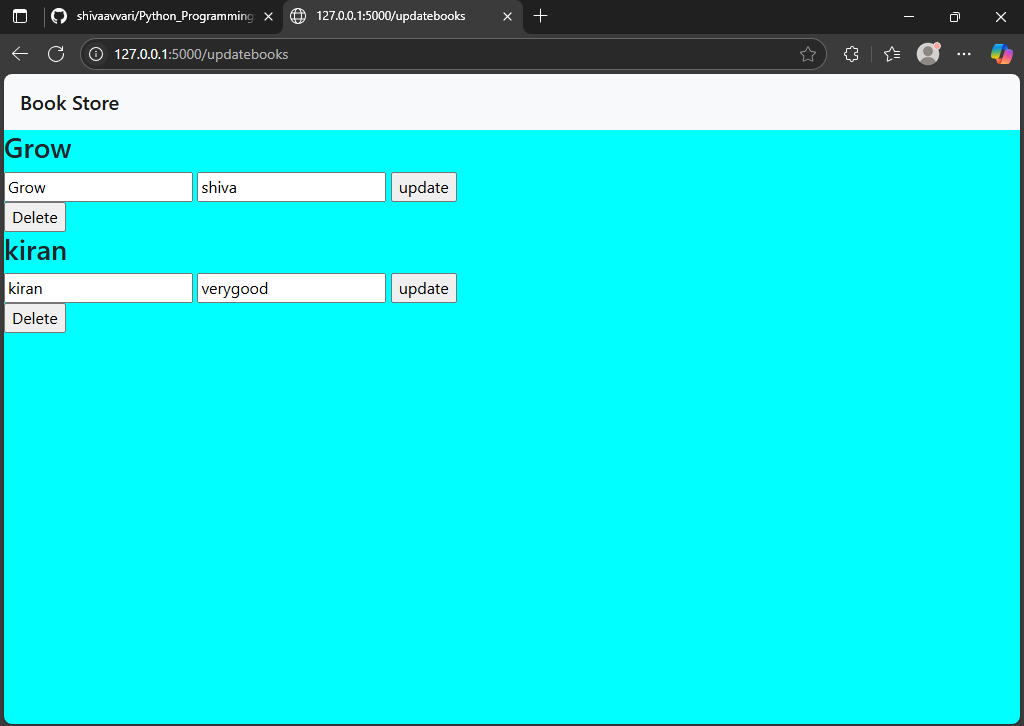 shivaavvari/Python_Programming
127.0.0.1:5000/updatebooks
127.0.0.1:5000/updatebooks
Book Store
Grow
Grow shiva update
Delete
kiran
kiran verygood update
Delete